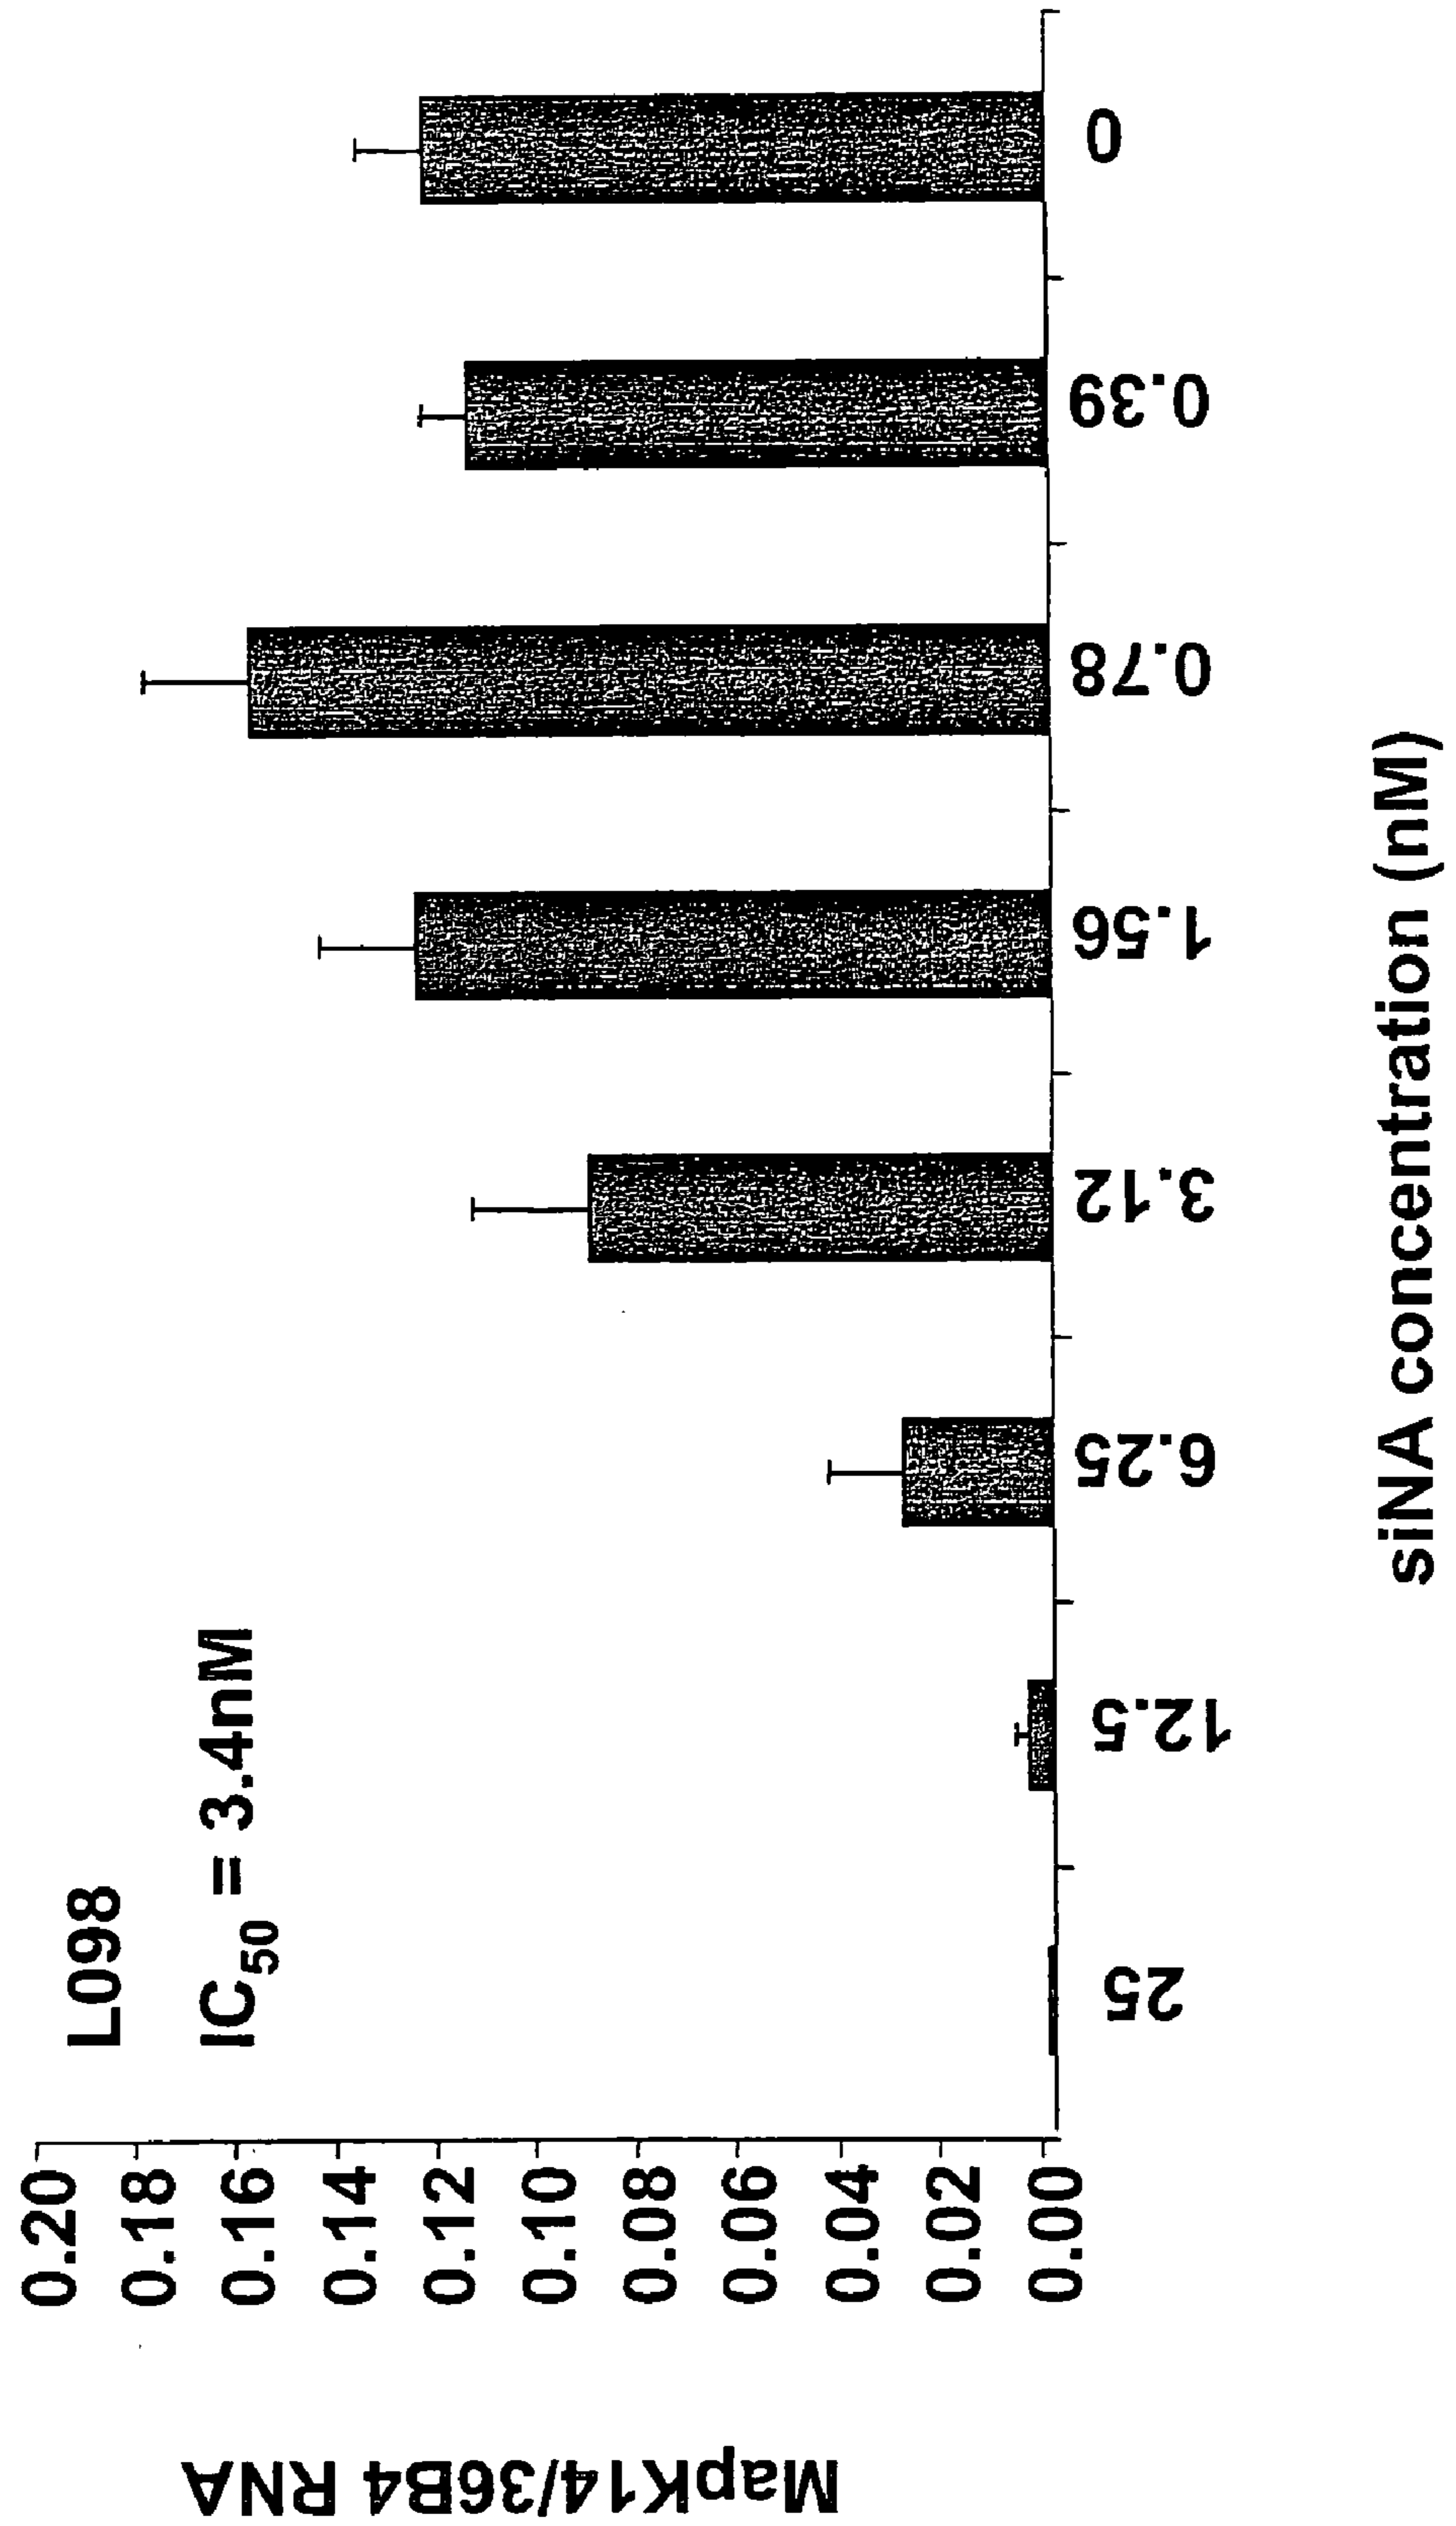 L098
IC50 = 3.4nM
MapK14/36B4 RNA
0.20
0.18
0.16
0.14
0.12
0.10
0.08
0.06
0.04
0.02
0.00
25 12.5 6.25 3.12 1.56 0.78 0.39 0
siNA concentration (nM)